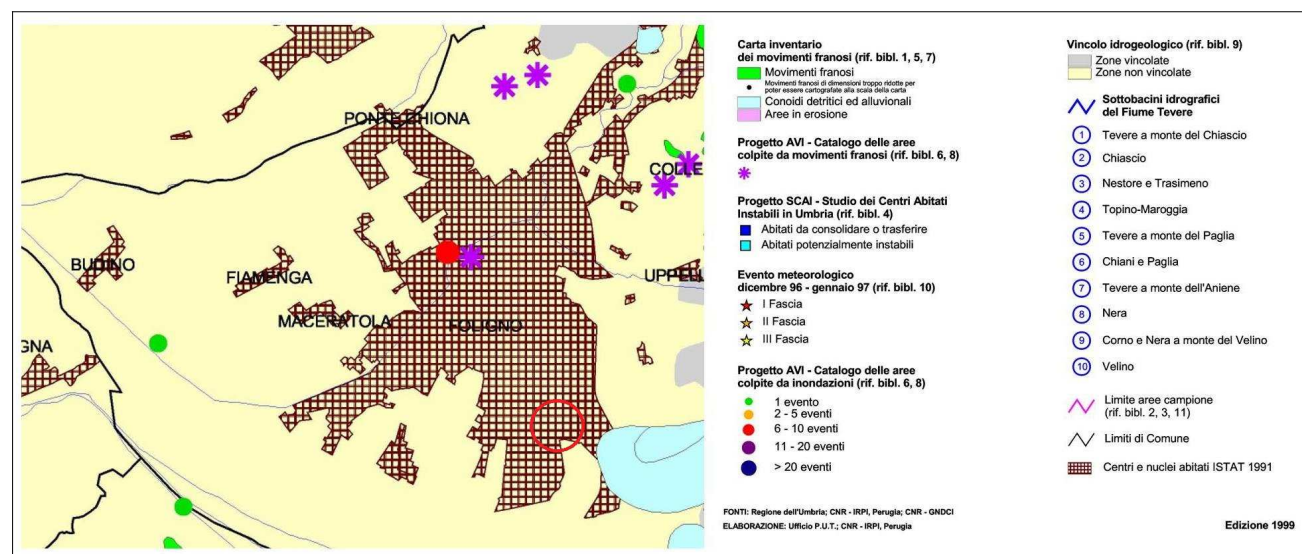 PONTE GHIONA
COLLE
BUDINO
FIAMENGA
UPPELL
MACERATOLA
FOLIGNO
GNA
Carta inventario
dei movimenti franosi (rif. bibl. 1, 5, 7)
Movimenti franosi
Movimenti franosi di dimensioni troppo ridotte per
poter essere cartografate alla scala della carta
Conoidi detritici ed alluvionali
Aree in erosione
Progetto AVI - Catalogo delle aree
colpite da movimenti franosi (rif. bibl. 6, 8)
Progetto SCAI - Studio dei Centri Abitati
Instabili in Umbria (rif. bibl. 4)
Abitati da consolidare o trasferire
Abitati potenzialmente instabili
Evento meteorologico
dicembre 96 - gennaio 97 (rif. bibl. 10)
I Fascia
II Fascia
III Fascia
Progetto AVI - Catalogo delle aree
colpite da inondazioni (rif. bibl. 6, 8)
1 evento
2 - 5 eventi
6 - 10 eventi
11 - 20 eventi
> 20 eventi
FONTI: Regione dell'Umbria; CNR - IRPI, Perugia; CNR - GNDCI
ELABORAZIONE: Ufficio P.U.T.; CNR - IRPI, Perugia
Vincolo idrogeologico (rif. bibl. 9)
Zone vincolate
Zone non vincolate
Sottobacini idrografici
del Fiume Tevere
1 Tevere a monte del Chiascio
2 Chiascio
3 Nestore e Trasimeno
4 Topino-Maroggia
5 Tevere a monte del Paglia
6 Chiani e Paglia
7 Tevere a monte dell'Aniene
8 Nera
9 Corno e Nera a monte del Velino
10 Velino
Limite aree campione
(rif. bibl. 2, 3, 11)
Limiti di Comune
Centri e nuclei abitati ISTAT 1991
Edizione 1999